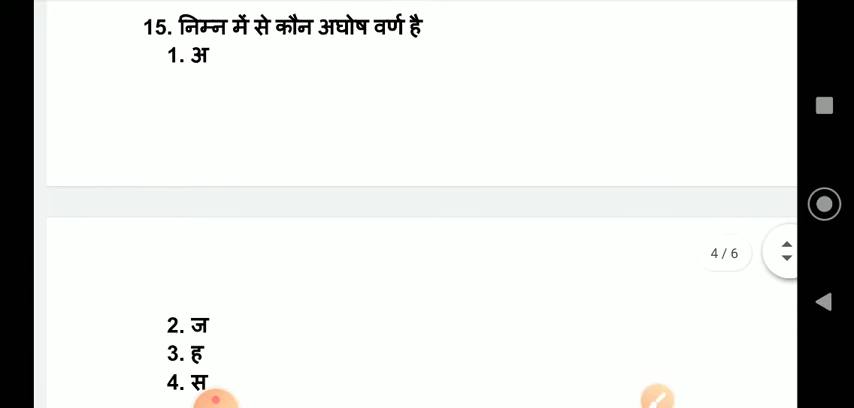 15. निम्न में से कौन अघोष वर्ण है
1. अ
4 / 6
2. ज
3. ह
4. स